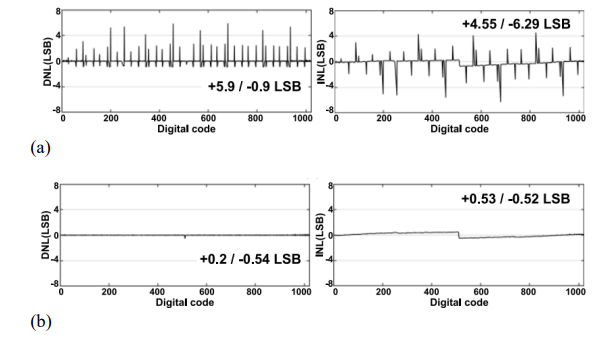 8
4
0
-4
-8
DNL(LSB)
+5.9 / -0.9 LSB
0 200 400 600 800 1000
Digital code
8
4
0
-4
-8
INL(LSB)
+4.55 / -6.29 LSB
0 200 400 600 800 1000
Digital code
(a)
8
4
0
-4
-8
DNL(LSB)
+0.2 / -0.54 LSB
0 200 400 600 800 1000
Digital code
8
4
0
-4
-8
INL(LSB)
+0.53 / -0.52 LSB
0 200 400 600 800 1000
Digital code
(b)